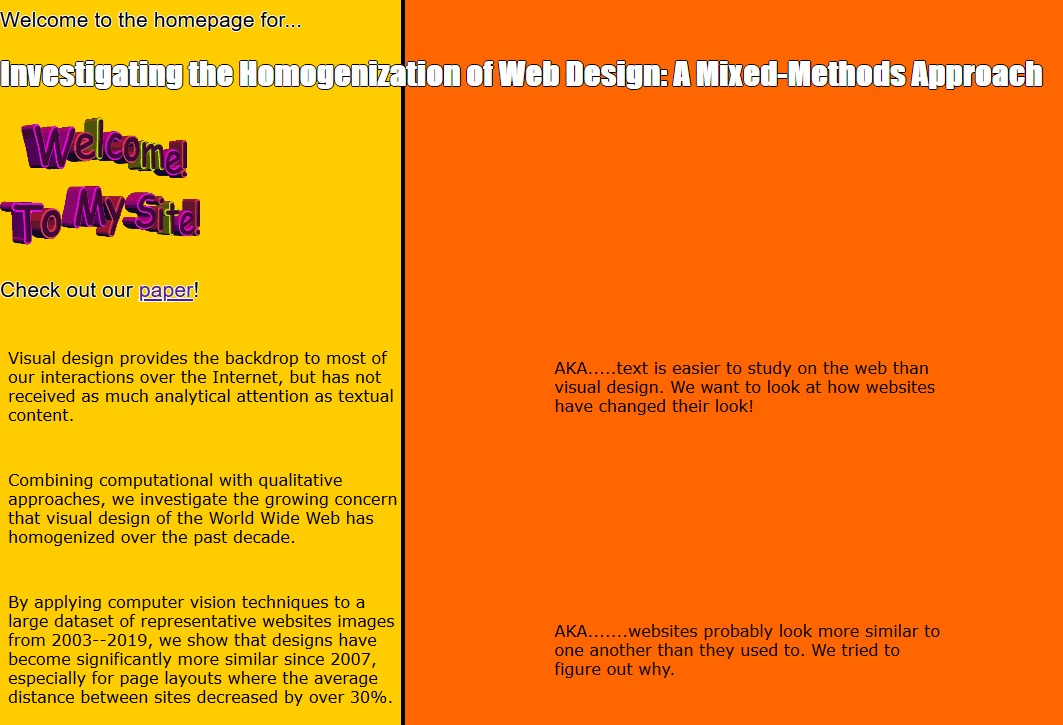 Welcome to the homepage for...
Investigating the Homogenization of Web Design: A Mixed-Methods Approach
Welcome!
To My Site!
Check out our paper!
Visual design provides the backdrop to most of
our interactions over the Internet, but has not
received as much analytical attention as textual
content.
AKA.....text is easier to study on the web than
visual design. We want to look at how websites
have changed their look!
Combining computational with qualitative
approaches, we investigate the growing concern
that visual design of the World Wide Web has
homogenized over the past decade.
By applying computer vision techniques to a
large dataset of representative websites images
from 2003--2019, we show that designs have
become significantly more similar since 2007,
especially for page layouts where the average
distance between sites decreased by over 30%.
AKA.......websites probably look more similar to
one another than they used to. We tried to
figure out why.